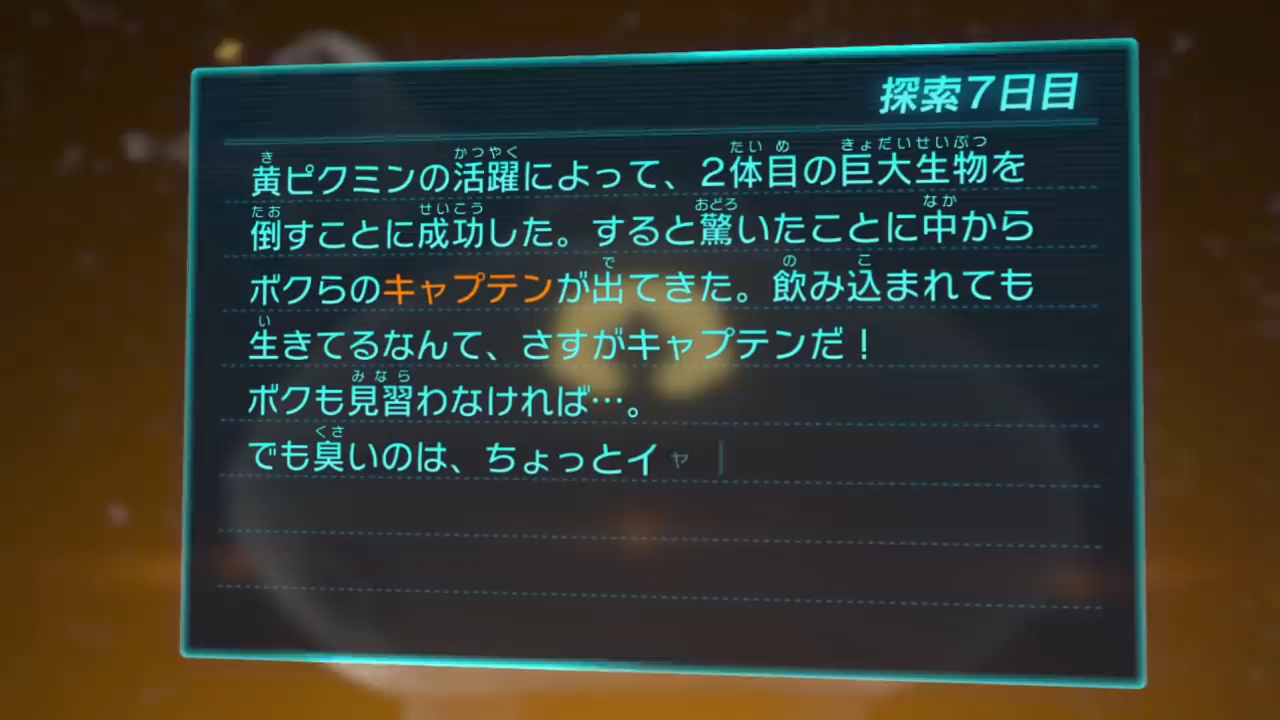 探索7日目
黄ピクミンの活躍によって、2体目の巨大生物を
倒すことに成功した。すると驚いたことに中から
ボクらのキャプテンが出てきた。飲み込まれても
生きてるなんて、さすがキャプテンだ！
ボクも見習わなければ…。
でも臭いのは、ちょっとイヤ